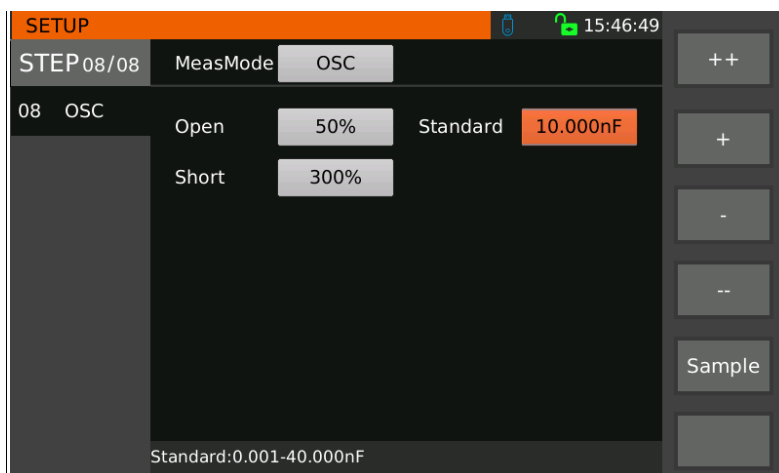 SETUP
15:46:49
STEP 08/08
MeasMode
OSC
08 OSC
Open
50%
Standard
10.000nF
Short
300%
Standard:0.001-40.000nF
++
+
-
--
Sample